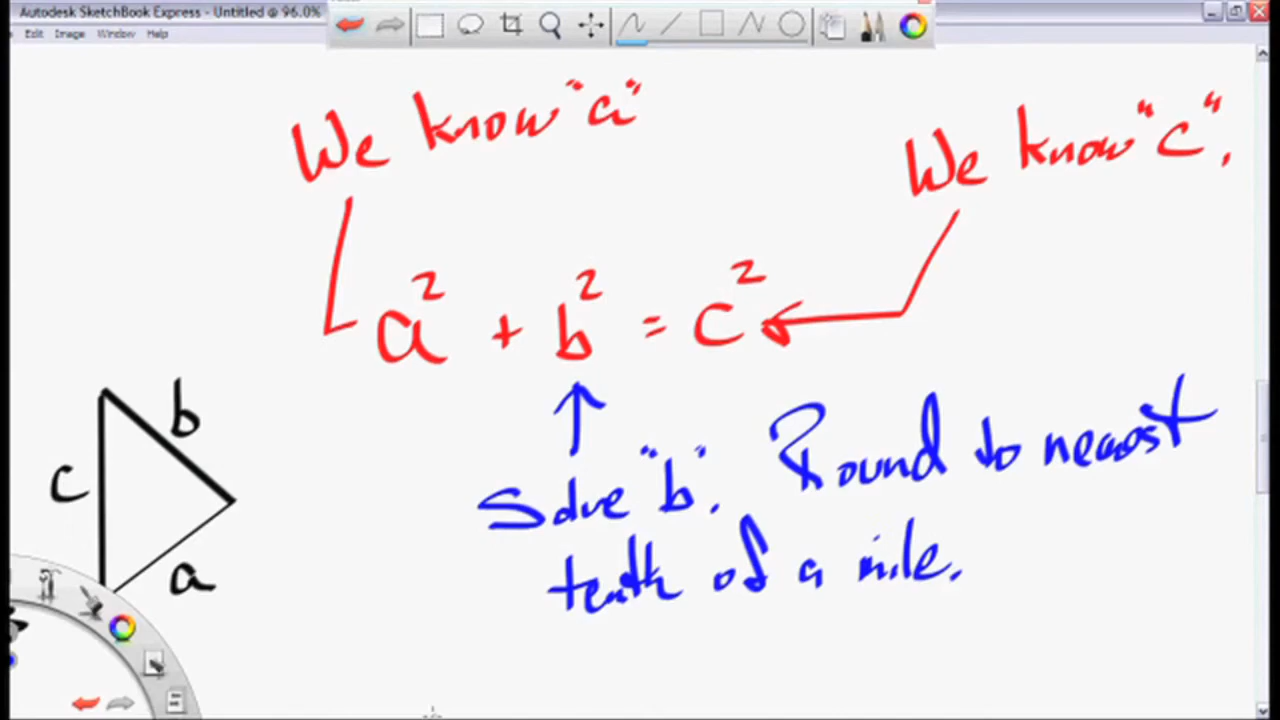 Autodesk SketchBook Express - Untitled @ 96.0%
Edit Image Window Help
We know "a"
We know "c".
a² + b² = c²
b
c
a
Solve "b". Round to nearest
tenth of a mile.